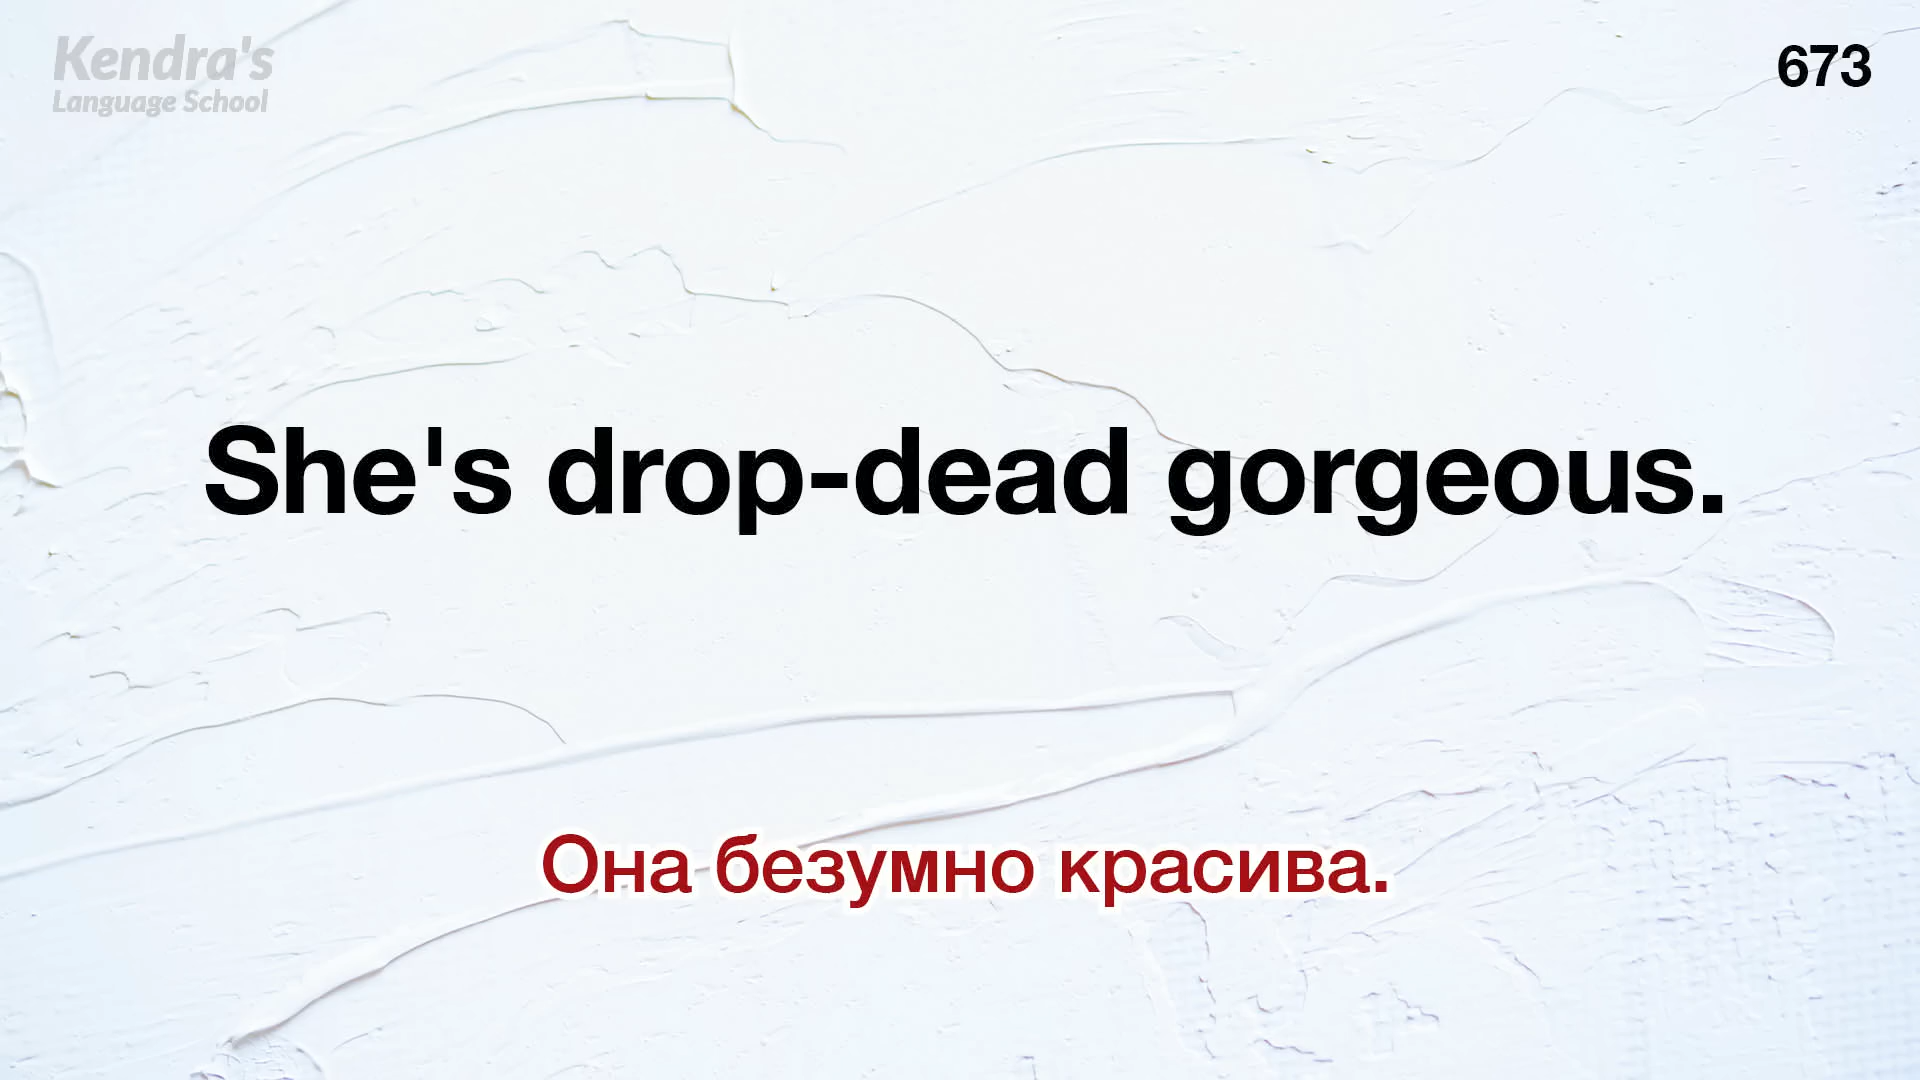 Kendra's
Language School
673
She's drop-dead gorgeous.
Она безумно красива.